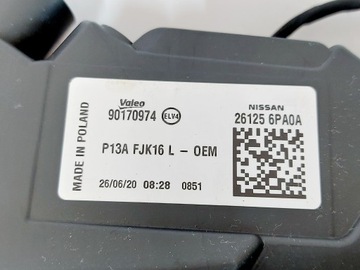 MADE IN POLAND
Valeo
90170974 ELV4
NISSAN
26125 6PA0A
P13A FJK16 L - OEM
26/06/20 08:28 0851